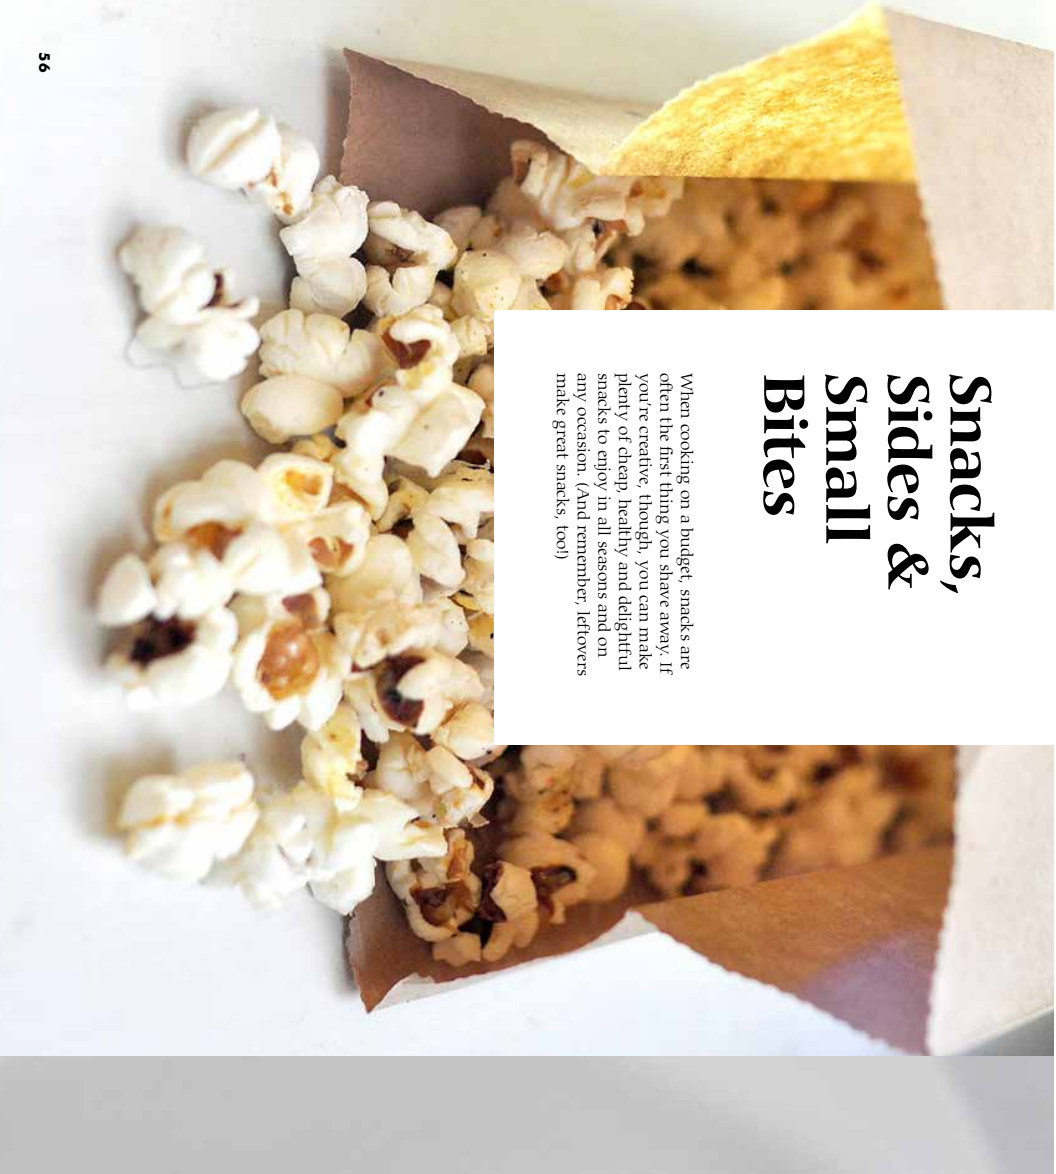 Snacks,
Sides &
Small
Bites
When cooking on a budget, snacks are
often the first thing you shave away. If
you're creative, though, you can make
plenty of cheap, healthy and delightful
snacks to enjoy in all seasons and on
any occasion. (And remember, leftovers
make great snacks, too!)
56